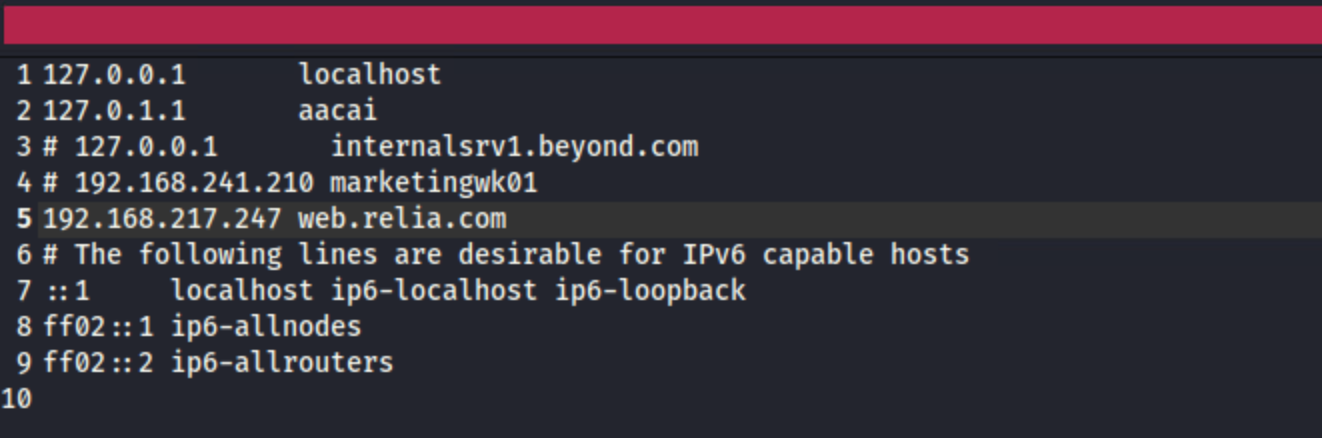 1 127.0.0.1       localhost
2 127.0.1.1       aacai
3 # 127.0.0.1       internalsrv1.beyond.com
4 # 192.168.241.210 marketingwk01
5 192.168.217.247 web.relia.com
6 # The following lines are desirable for IPv6 capable hosts
7 ::1     localhost ip6-localhost ip6-loopback
8 ff02::1 ip6-allnodes
9 ff02::2 ip6-allrouters
10